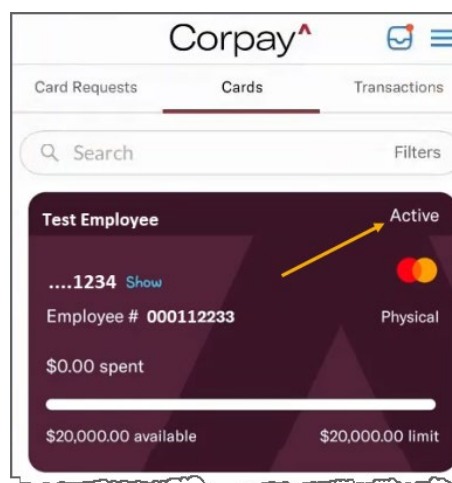 Corpay^
Card Requests Cards Transactions
Search Filters
Test Employee Active
....1234 Show
Employee # 000112233 Physical
$0.00 spent
$20,000.00 available $20,000.00 limit